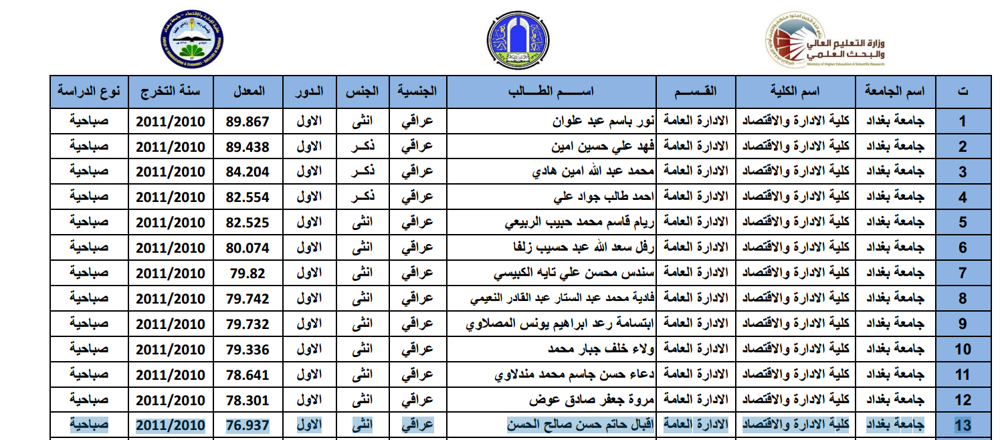 وزارة التعليم العالي
والبحث العلمي
Ministry of Higher Education & Scientific Research
ت اسم الجامعة اسم الكلية القســم اســـم الطـــالب الجنسية الجنس الـدور المعدل سنة التخرج نوع الدراسة
1 جامعة بغداد كلية الادارة والاقتصاد الادارة العامة نور باسم عبد علوان عراقي انثى الاول 89.867 2011/2010 صباحية
2 جامعة بغداد كلية الادارة والاقتصاد الادارة العامة فهد علي حسين امين عراقي ذكــر الاول 89.438 2011/2010 صباحية
3 جامعة بغداد كلية الادارة والاقتصاد الادارة العامة محمد عبد الله امين هادي عراقي ذكــر الاول 84.204 2011/2010 صباحية
4 جامعة بغداد كلية الادارة والاقتصاد الادارة العامة احمد طالب جواد علي عراقي ذكــر الاول 82.554 2011/2010 صباحية
5 جامعة بغداد كلية الادارة والاقتصاد الادارة العامة ريام قاسم محمد حبيب الربيعي عراقي انثى الاول 82.525 2011/2010 صباحية
6 جامعة بغداد كلية الادارة والاقتصاد الادارة العامة رفل سعد الله عبد حسيب زلفا عراقي انثى الاول 80.074 2011/2010 صباحية
7 جامعة بغداد كلية الادارة والاقتصاد الادارة العامة سندس محسن علي تايه الكبيسي عراقي انثى الاول 79.82 2011/2010 صباحية
8 جامعة بغداد كلية الادارة والاقتصاد الادارة العامة فادية محمد عبد الستار عبد القادر النعيمي عراقي انثى الاول 79.742 2011/2010 صباحية
9 جامعة بغداد كلية الادارة والاقتصاد الادارة العامة ابتسامة رعد ابراهيم يونس المصلاوي عراقي انثى الاول 79.732 2011/2010 صباحية
10 جامعة بغداد كلية الادارة والاقتصاد الادارة العامة ولاء خلف جبار محمد عراقي انثى الاول 79.336 2011/2010 صباحية
11 جامعة بغداد كلية الادارة والاقتصاد الادارة العامة دعاء حسن جاسم محمد مندلاوي عراقي انثى الاول 78.641 2011/2010 صباحية
12 جامعة بغداد كلية الادارة والاقتصاد الادارة العامة مروة جعفر صادق عوض عراقي انثى الاول 78.301 2011/2010 صباحية
13 جامعة بغداد كلية الادارة والاقتصاد الادارة العامة اقبال حاتم حسن صالح الحسن عراقي انثى الاول 76.937 2011/2010 صباحية